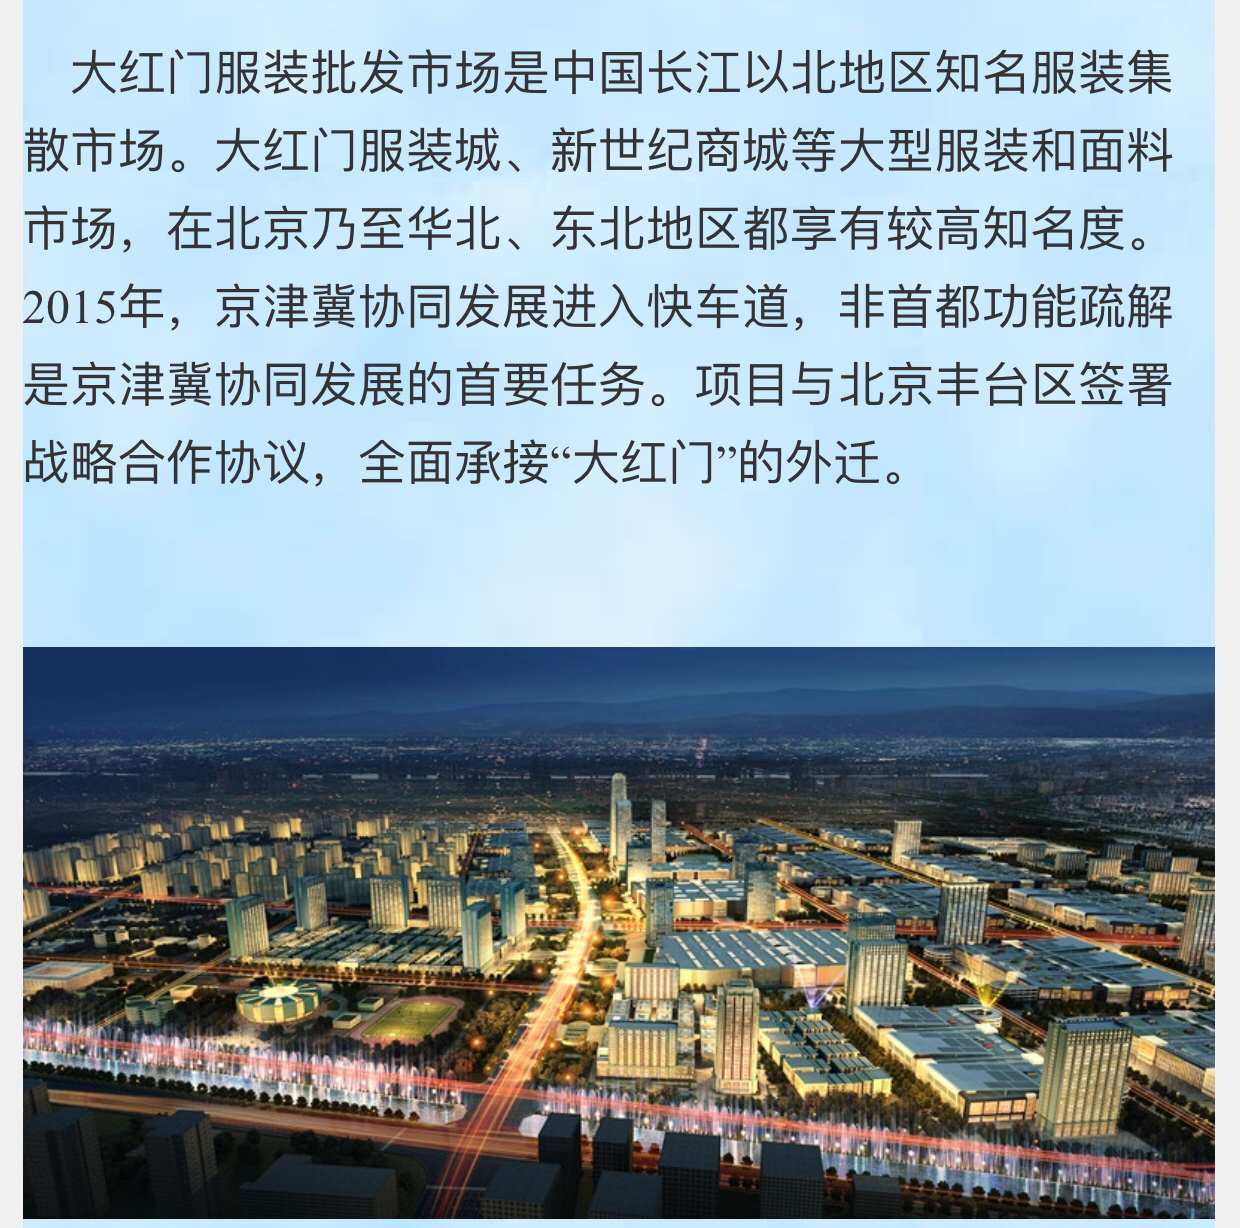 大红门服装批发市场是中国长江以北地区知名服装集
散市场。大红门服装城、新世纪商城等大型服装和面料
市场，在北京乃至华北、东北地区都享有较高知名度。
2015年，京津冀协同发展进入快车道，非首都功能疏解
是京津冀协同发展的首要任务。项目与北京丰台区签署
战略合作协议，全面承接“大红门”的外迁。